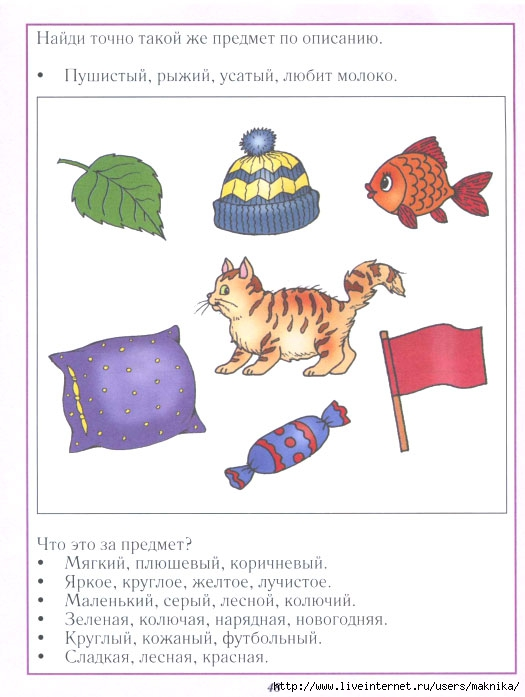 Найди точно такой же предмет по описанию.
• Пушистый, рыжий, усатый, любит молоко.
Что это за предмет?
• Мягкий, плюшевый, коричневый.
• Яркое, круглое, желтое, лучистое.
• Маленький, серый, лесной, колючий.
• Зеленая, колючая, нарядная, новогодняя.
• Круглый, кожаный, футбольный.
• Сладкая, лесная, красная.
http://www.liveinternet.ru/users/maknika/